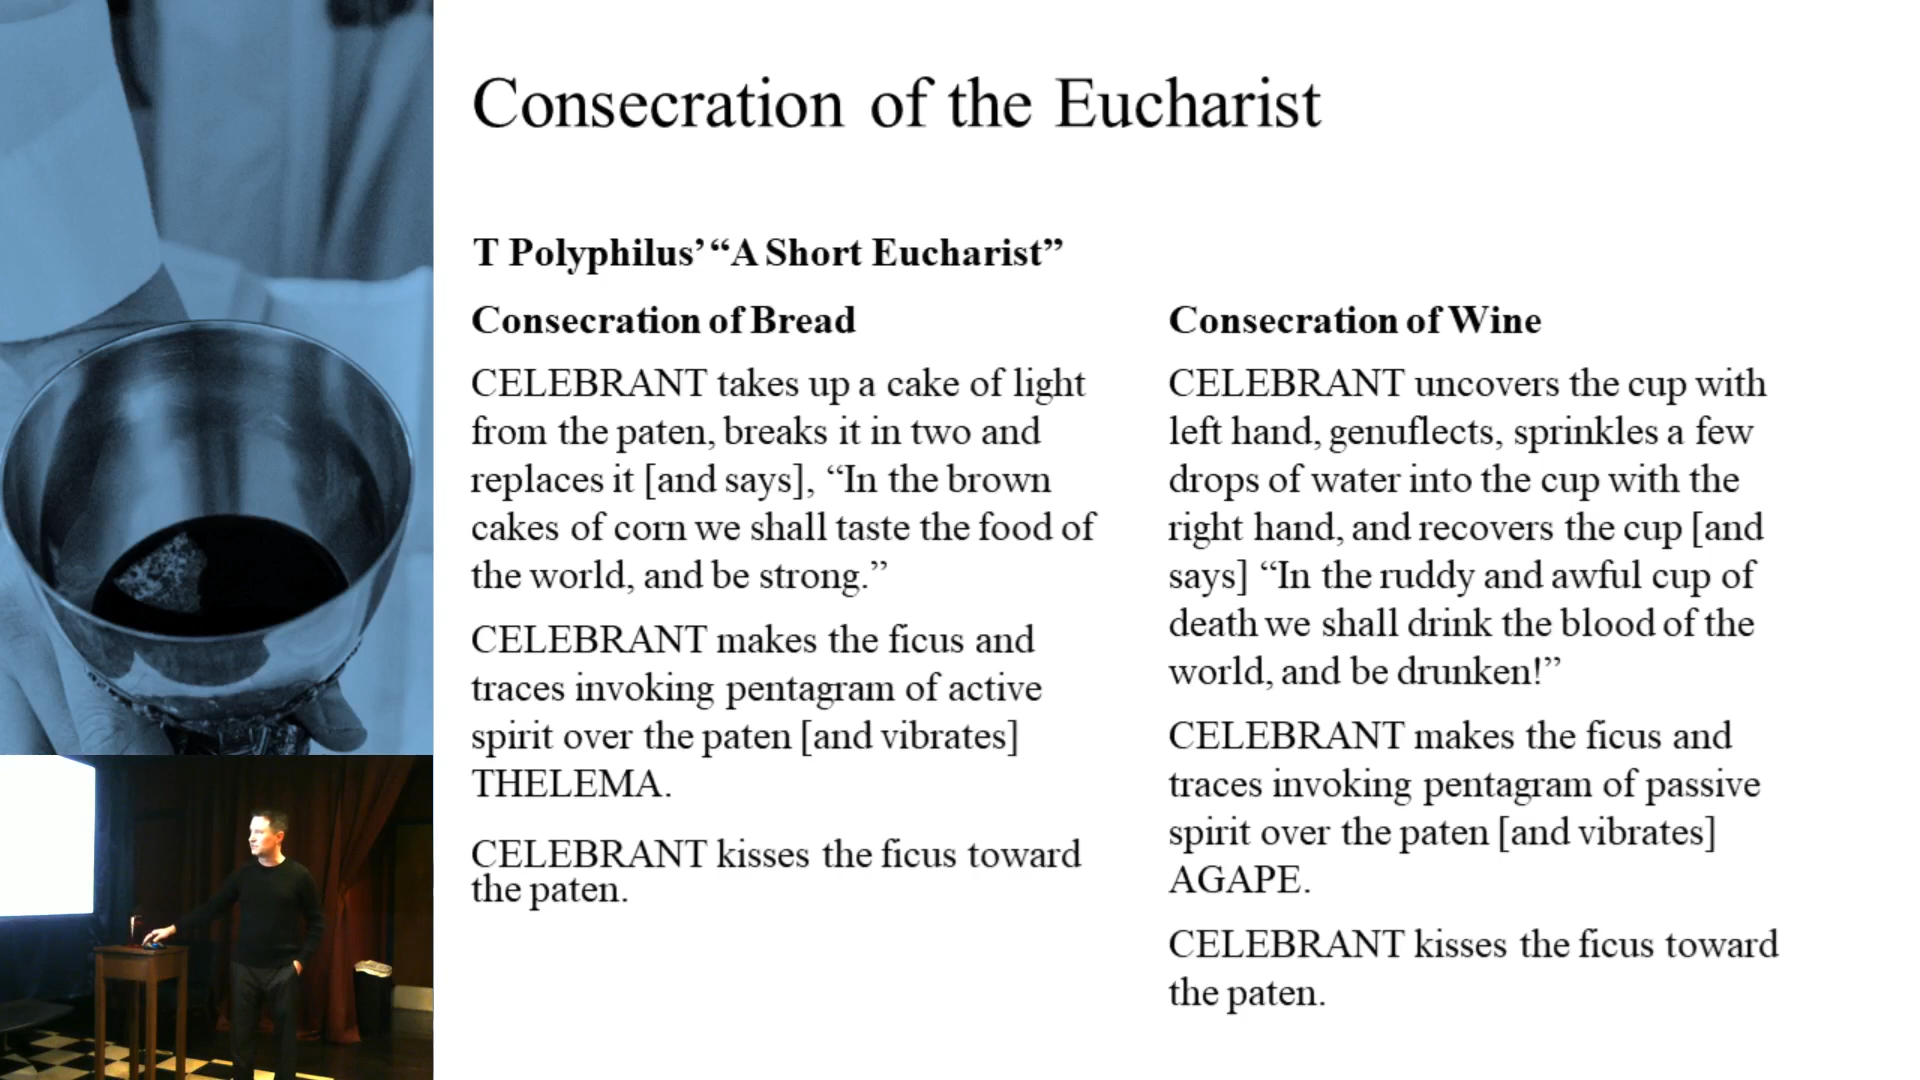 Consecration of the Eucharist
T Polyphilus’ “A Short Eucharist”
Consecration of Bread
CELEBRANT takes up a cake of light
from the paten, breaks it in two and
replaces it [and says], “In the brown
cakes of corn we shall taste the food of
the world, and be strong.”
CELEBRANT makes the ficus and
traces invoking pentagram of active
spirit over the paten [and vibrates]
THELEMA.
CELEBRANT kisses the ficus toward
the paten.
Consecration of Wine
CELEBRANT uncovers the cup with
left hand, genuflects, sprinkles a few
drops of water into the cup with the
right hand, and recovers the cup [and
says] “In the ruddy and awful cup of
death we shall drink the blood of the
world, and be drunken!”
CELEBRANT makes the ficus and
traces invoking pentagram of passive
spirit over the paten [and vibrates]
AGAPE.
CELEBRANT kisses the ficus toward
the paten.